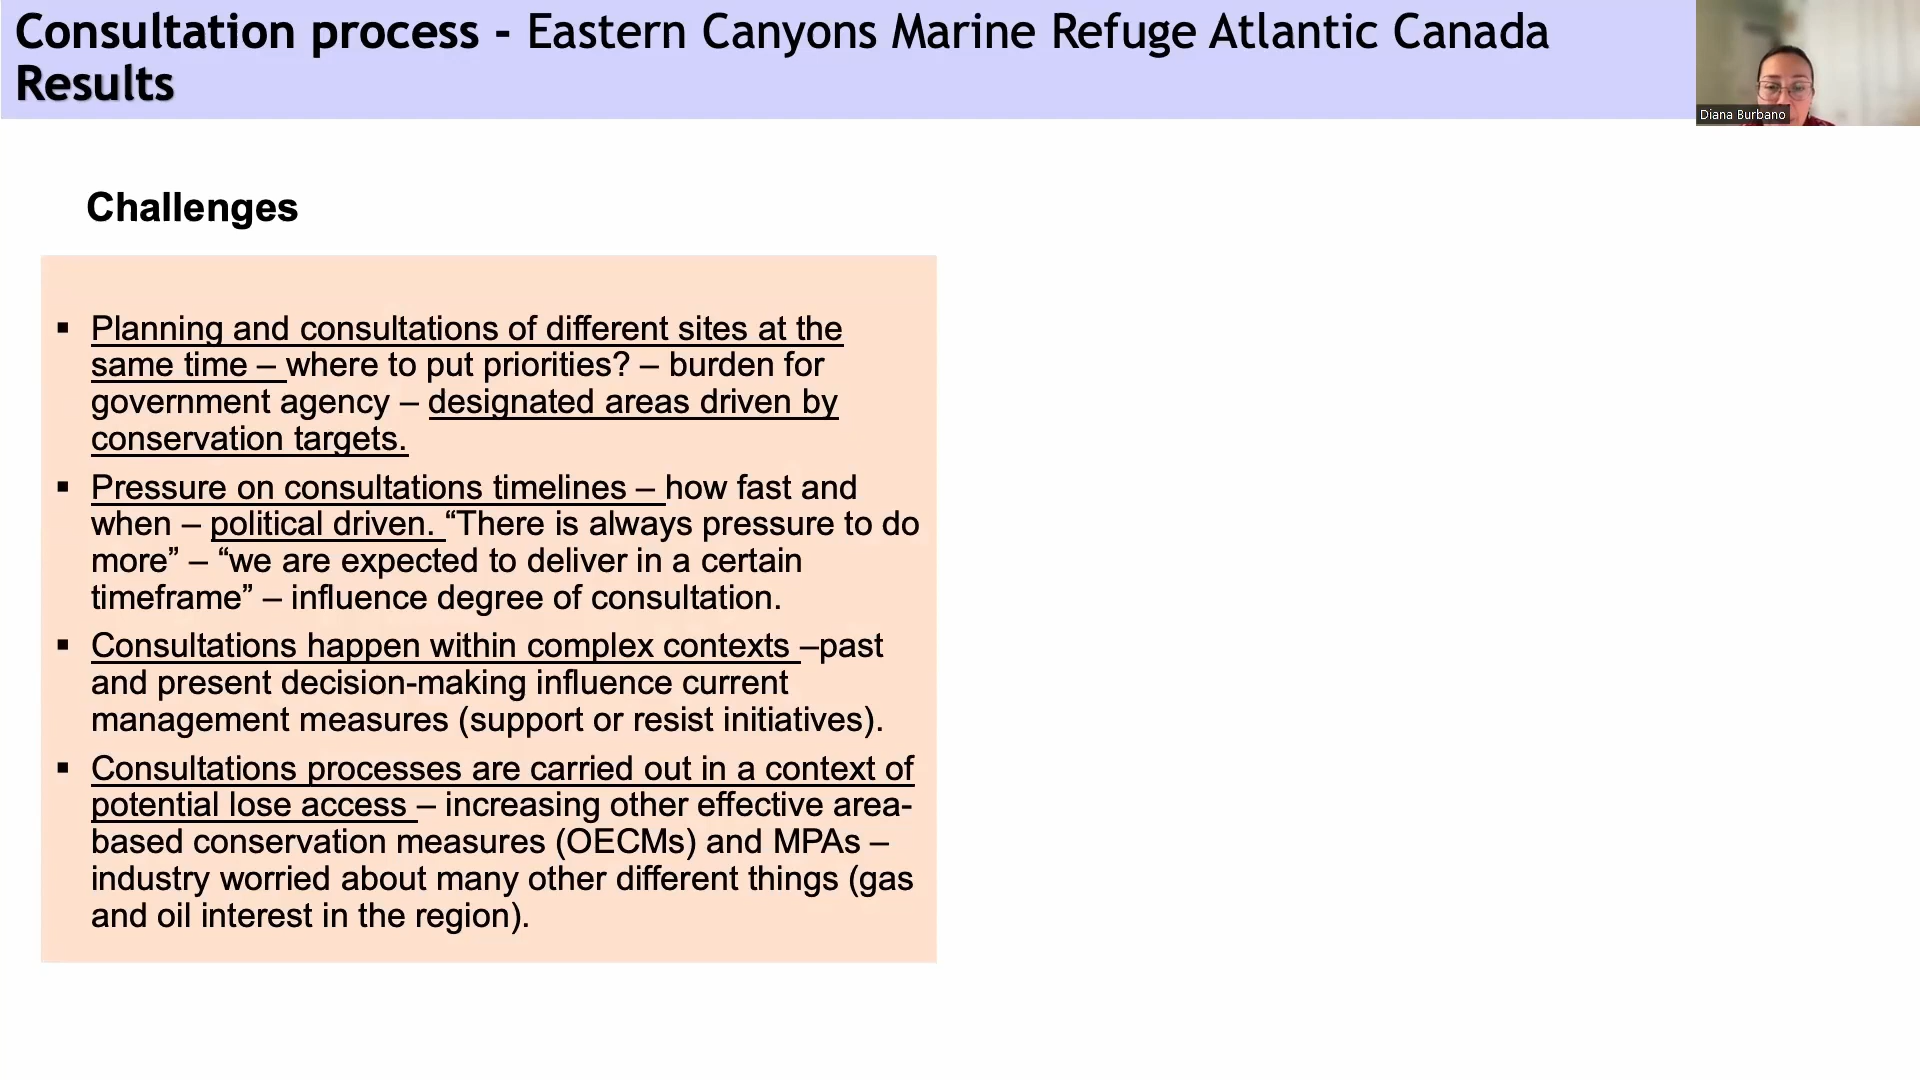 Consultation process - Eastern Canyons Marine Refuge Atlantic Canada
Results
Diana Burbano
Challenges
▪ Planning and consultations of different sites at the
same time – where to put priorities? – burden for
government agency – designated areas driven by
conservation targets.
▪ Pressure on consultations timelines – how fast and
when – political driven. “There is always pressure to do
more” – “we are expected to deliver in a certain
timeframe” – influence degree of consultation.
▪ Consultations happen within complex contexts –past
and present decision-making influence current
management measures (support or resist initiatives).
▪ Consultations processes are carried out in a context of
potential lose access – increasing other effective area-
based conservation measures (OECMs) and MPAs –
industry worried about many other different things (gas
and oil interest in the region).